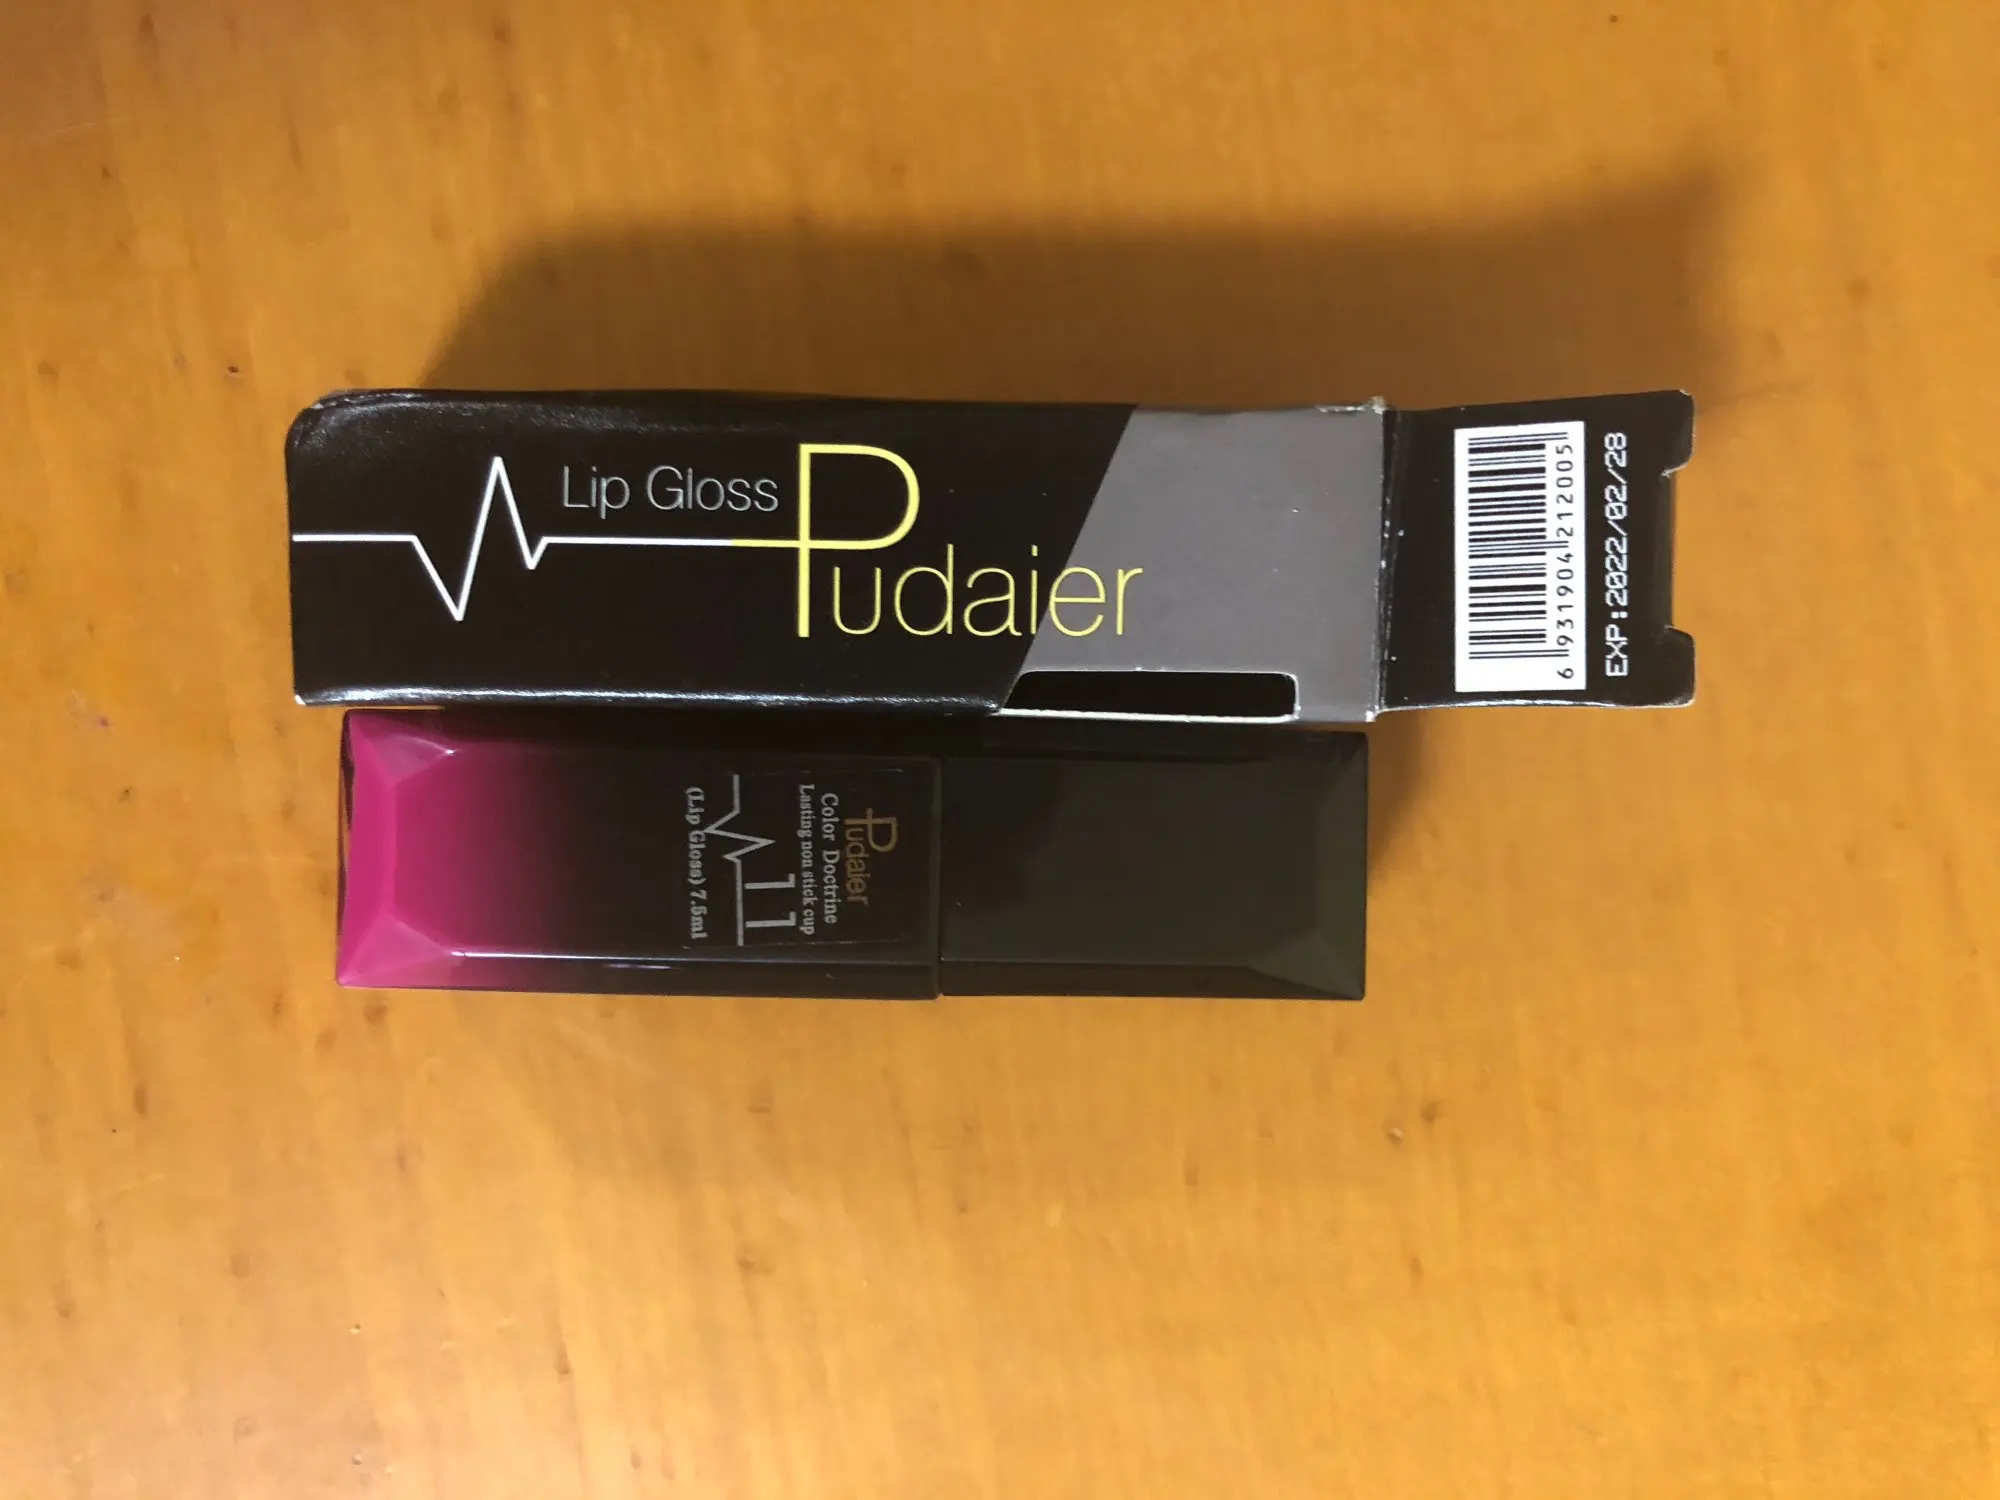 Lip Gloss
Pudaier
6 931904 212005
EXP:2022/02/28
Pudaier
Color Doctrine
Lasting non stick cup
11
(Lip Gloss) 7.5ml